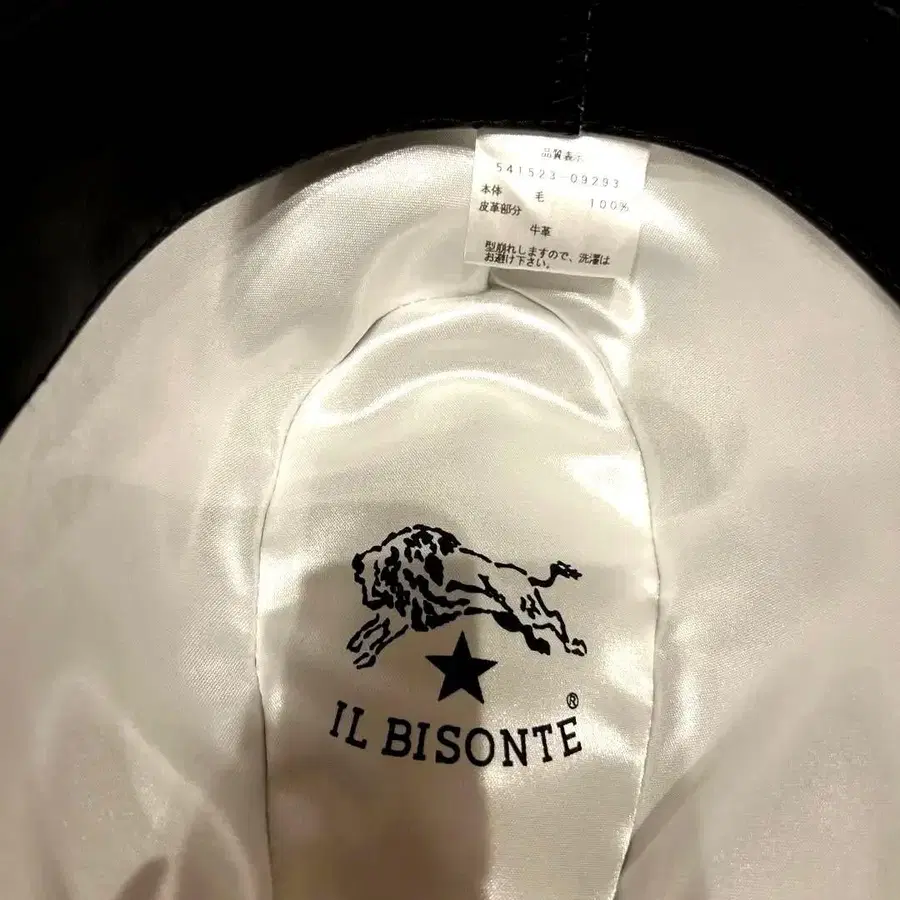 品質表示
541523-09293
本体 毛 100%
皮革部分
牛革
型崩れしますので、洗濯は
お避け下さい。
IL BISONTE®